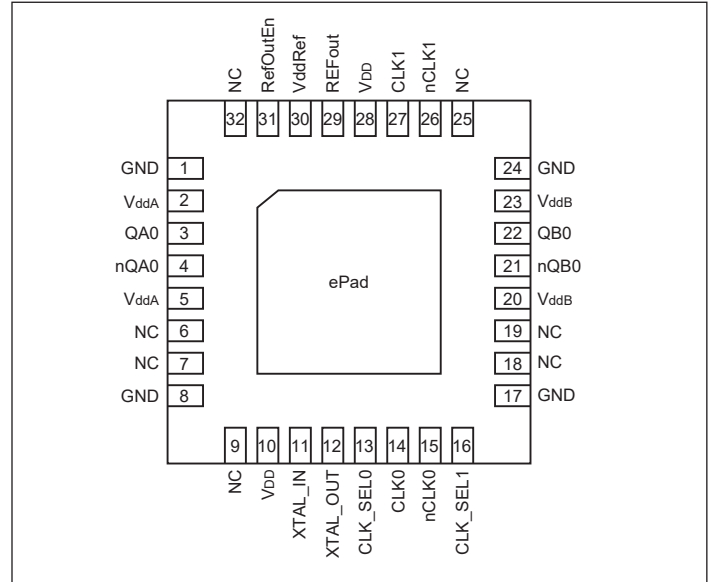 NC
RefOutEn
VddRef
REFout
VDD
CLK1
nCLK1
NC
32 31 30 29 28 27 26 25
GND 1
VddA 2
QA0 3
nQA0 4
VddA 5
NC 6
NC 7
GND 8
ePad
24 GND
23 VddB
22 QB0
21 nQB0
20 VddB
19 NC
18 NC
17 GND
9 10 11 12 13 14 15 16
NC
VDD
XTAL_IN
XTAL_OUT
CLK_SEL0
CLK0
nCLK0
CLK_SEL1